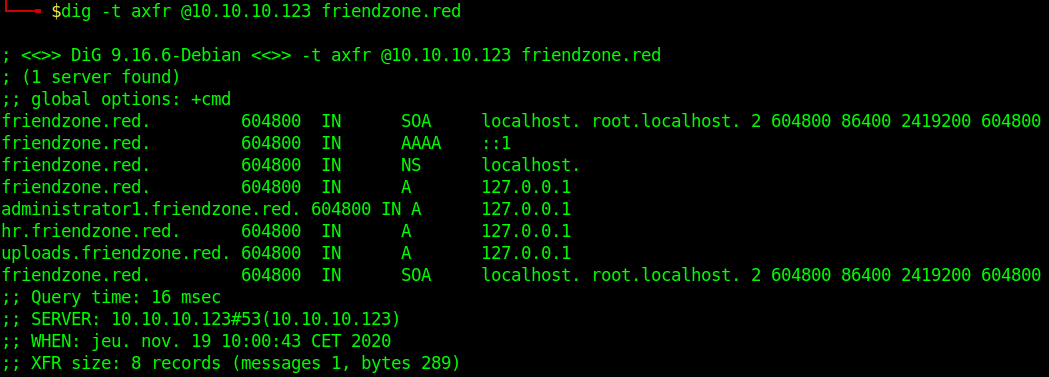 $dig -t axfr @10.10.10.123 friendzone.red
; <<>> DiG 9.16.6-Debian <<>> -t axfr @10.10.10.123 friendzone.red
; (1 server found)
;; global options: +cmd
friendzone.red. 604800 IN SOA localhost. root.localhost. 2 604800 86400 2419200 604800
friendzone.red. 604800 IN AAAA ::1
friendzone.red. 604800 IN NS localhost.
friendzone.red. 604800 IN A 127.0.0.1
administrator1.friendzone.red. 604800 IN A 127.0.0.1
hr.friendzone.red. 604800 IN A 127.0.0.1
uploads.friendzone.red. 604800 IN A 127.0.0.1
friendzone.red. 604800 IN SOA localhost. root.localhost. 2 604800 86400 2419200 604800
;; Query time: 16 msec
;; SERVER: 10.10.10.123#53(10.10.10.123)
;; WHEN: jeu. nov. 19 10:00:43 CET 2020
;; XFR size: 8 records (messages 1, bytes 289)